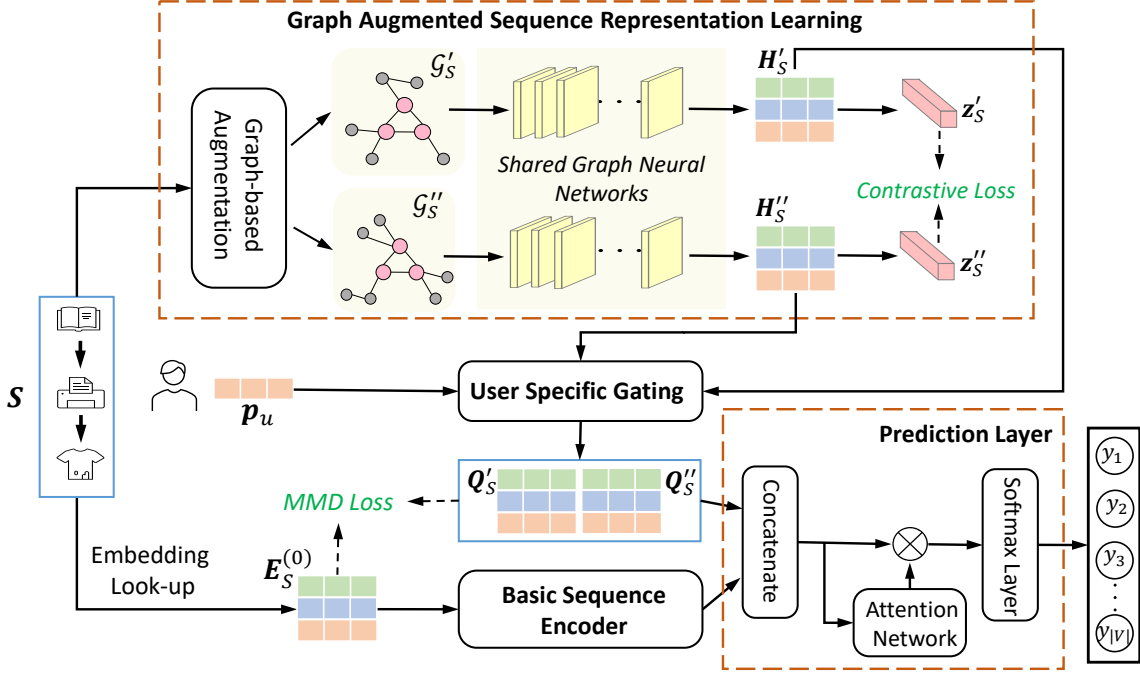 Graph Augmented Sequence Representation Learning
Graph-based
Augmentation
𝒢′_S
𝒢″_S
Shared Graph Neural
Networks
H′_S
H″_S
z′_S
Contrastive Loss
z″_S
S
p_u
User Specific Gating
Q′_S
Q″_S
MMD Loss
Embedding
Look-up
E_S^(0)
Basic Sequence
Encoder
Prediction Layer
Concatenate
Attention
Network
Softmax Layer
y_1
y_2
y_3
y_|V|